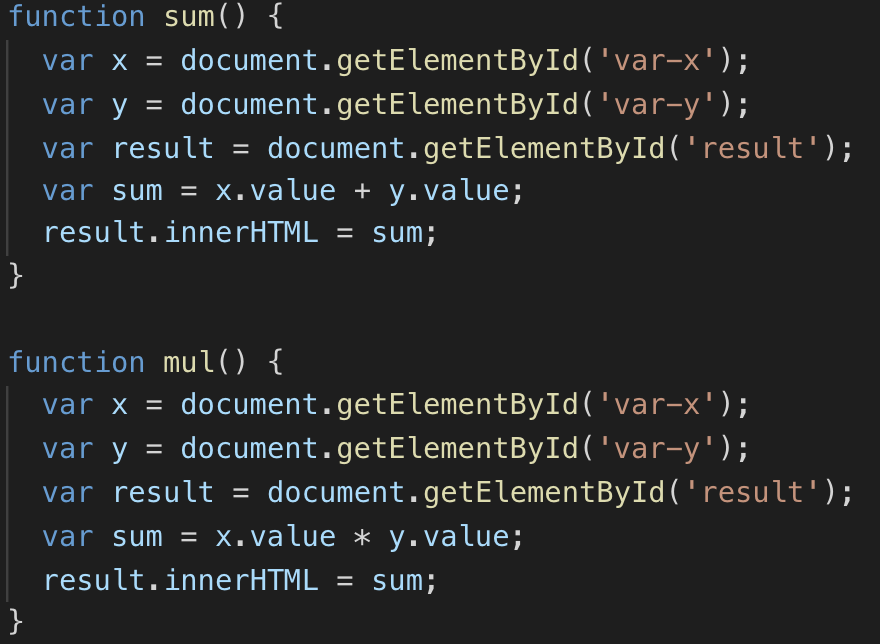 function sum() {
  var x = document.getElementById('var-x');
  var y = document.getElementById('var-y');
  var result = document.getElementById('result');
  var sum = x.value + y.value;
  result.innerHTML = sum;
}

function mul() {
  var x = document.getElementById('var-x');
  var y = document.getElementById('var-y');
  var result = document.getElementById('result');
  var sum = x.value * y.value;
  result.innerHTML = sum;
}